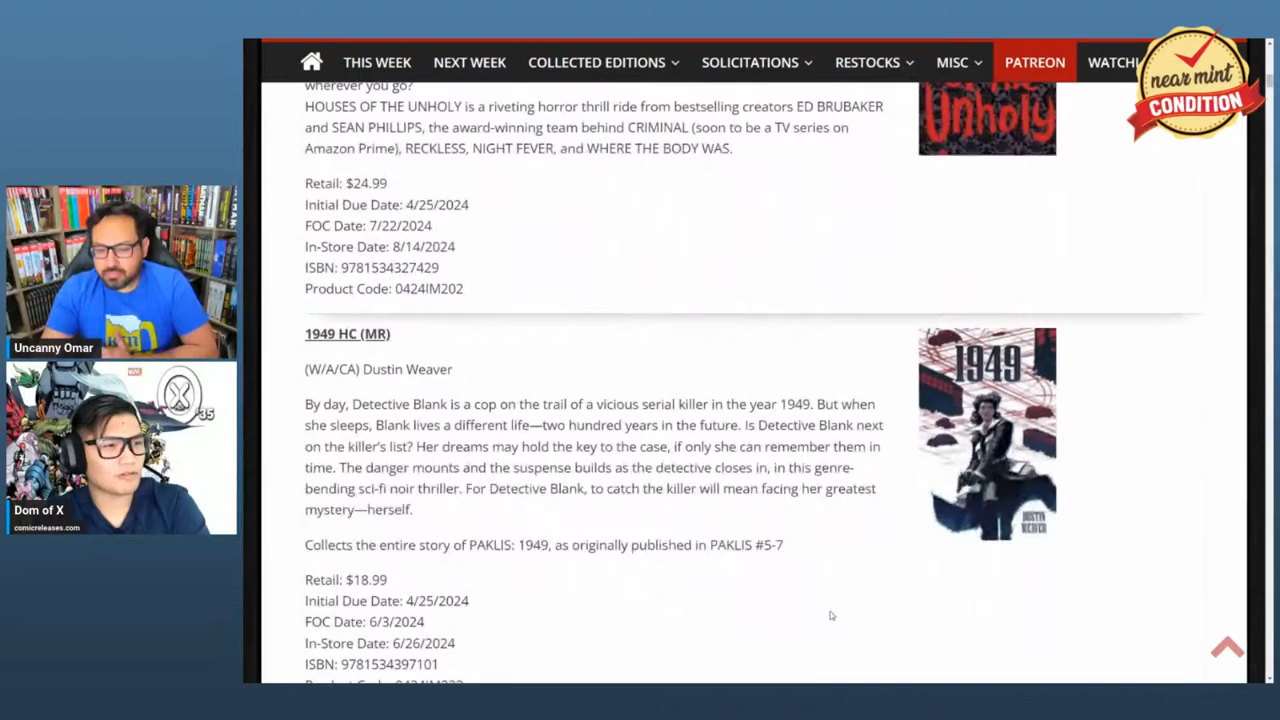 THIS WEEK NEXT WEEK COLLECTED EDITIONS SOLICITATIONS RESTOCKS MISC PATREON
near mint
CONDITION
wherever you go?
HOUSES OF THE UNHOLY is a riveting horror thrill ride from bestselling creators ED BRUBAKER
and SEAN PHILLIPS, the award-winning team behind CRIMINAL (soon to be a TV series on
Amazon Prime), RECKLESS, NIGHT FEVER, and WHERE THE BODY WAS.
Unholy
Retail: $24.99
Initial Due Date: 4/25/2024
FOC Date: 7/22/2024
In-Store Date: 8/14/2024
ISBN: 9781534327429
Product Code: 0424IM202
1949 HC (MR)
(W/A/CA) Dustin Weaver
By day, Detective Blank is a cop on the trail of a vicious serial killer in the year 1949. But when
she sleeps, Blank lives a different life—two hundred years in the future. Is Detective Blank next
on the killer's list? Her dreams may hold the key to the case, if only she can remember them in
time. The danger mounts and the suspense builds as the detective closes in, in this genre-
bending sci-fi noir thriller. For Detective Blank, to catch the killer will mean facing her greatest
mystery—herself.
Collects the entire story of PAKLIS: 1949, as originally published in PAKLIS #5-7
Retail: $18.99
Initial Due Date: 4/25/2024
FOC Date: 6/3/2024
In-Store Date: 6/26/2024
ISBN: 9781534397101
1949
DUSTIN
WEAVER
Uncanny Omar
35
Dom of X
comicreleases.com